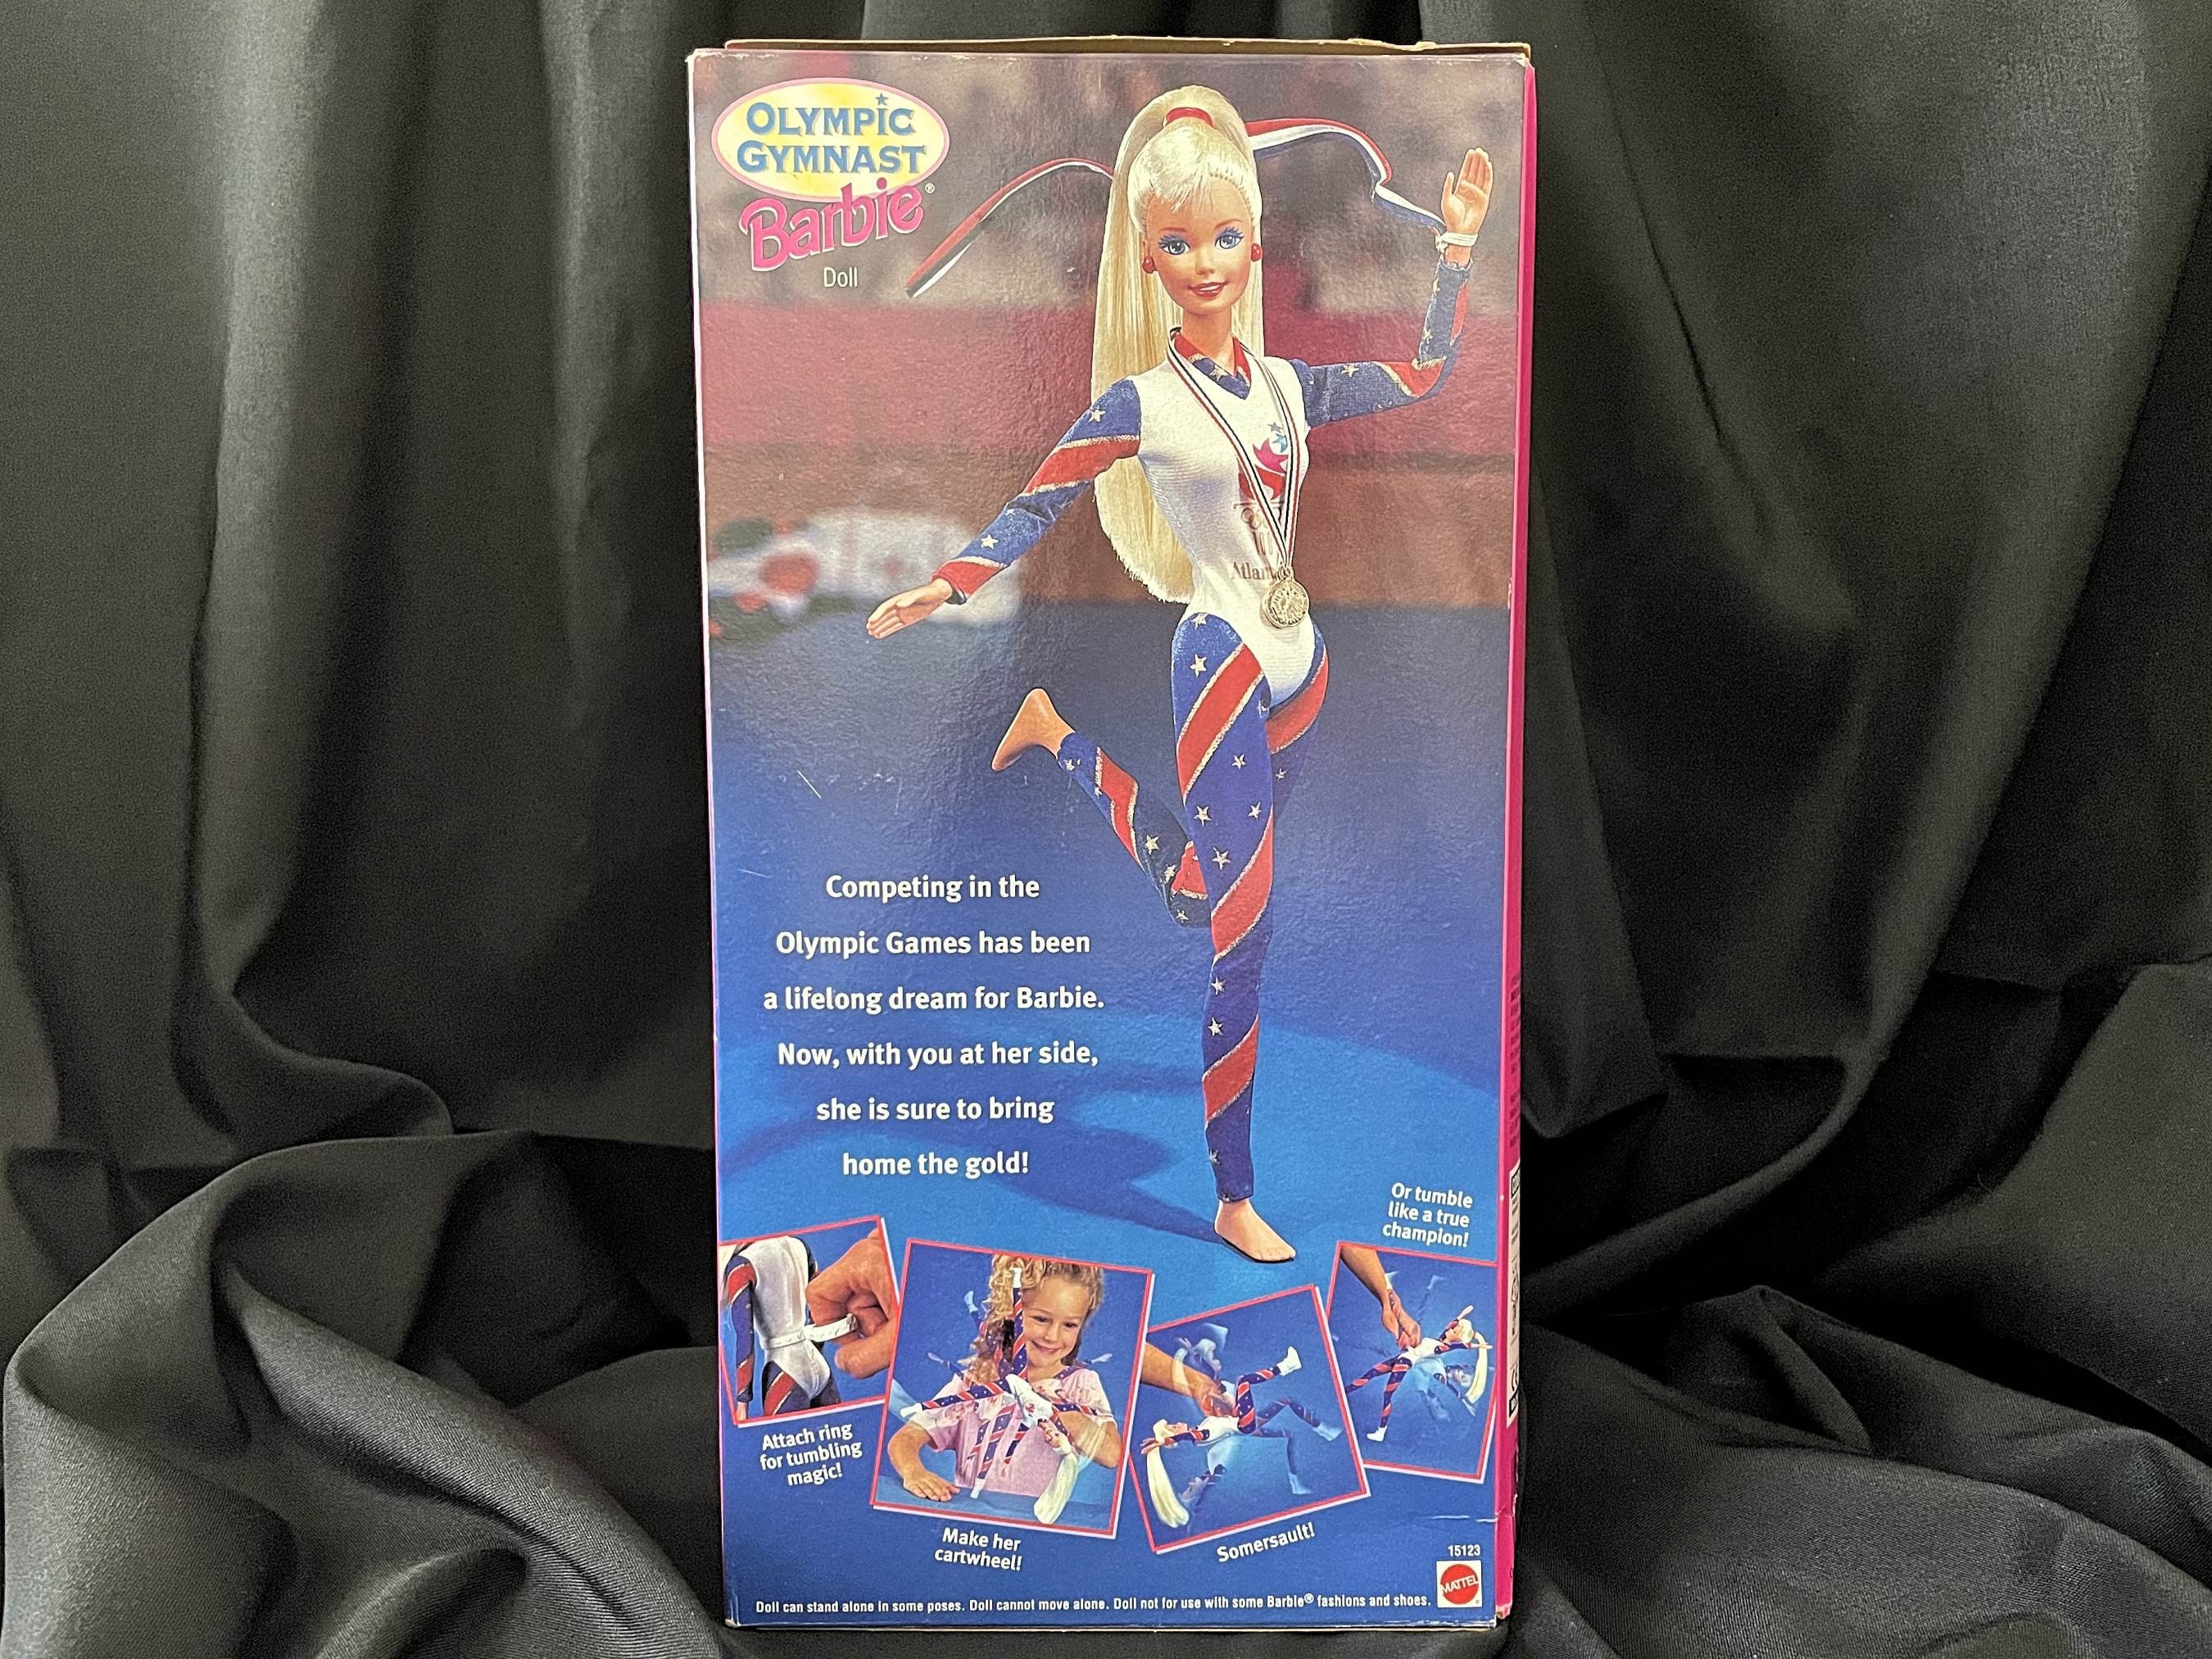 OLYMPIC
GYMNAST
Barbie®
Doll
Competing in the
Olympic Games has been
a lifelong dream for Barbie.
Now, with you at her side,
she is sure to bring
home the gold!
Or tumble
like a true
champion!
Attach ring
for tumbling
magic!
Make her
cartwheel!
Somersault!
15123
MATTEL
Doll can stand alone in some poses. Doll cannot move alone. Doll not for use with some Barbie® fashions and shoes.